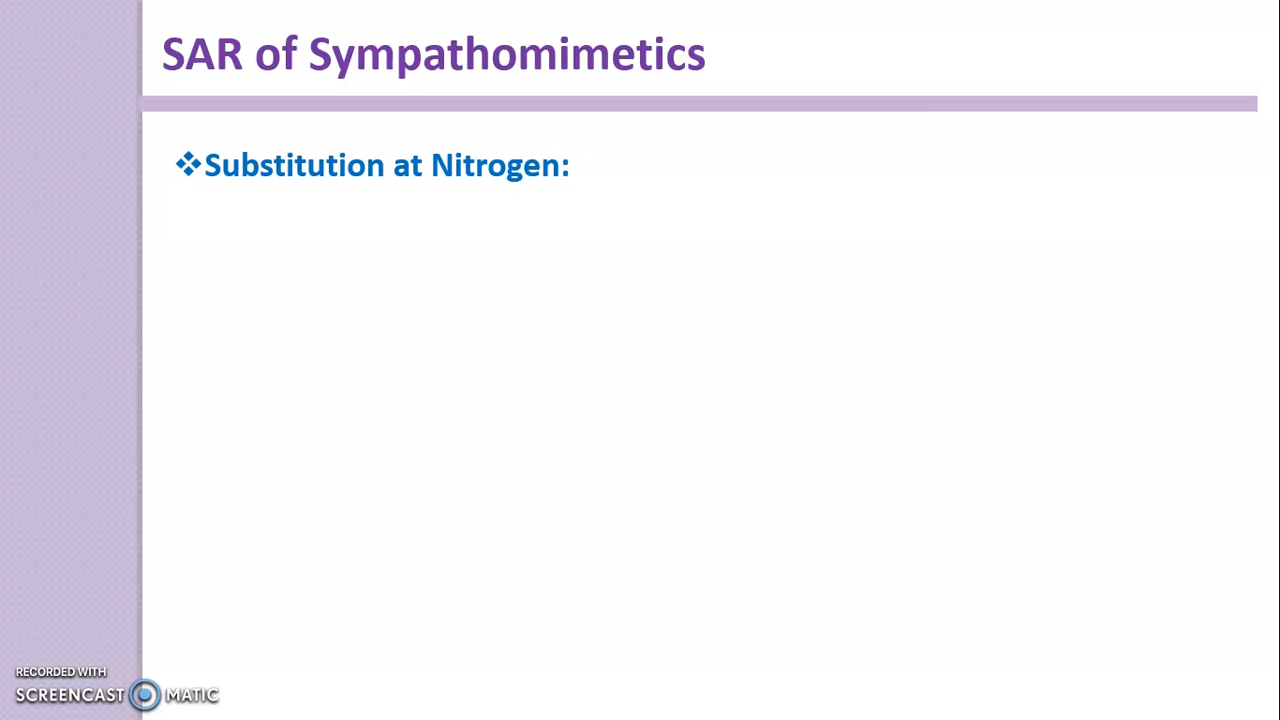 SAR of Sympathomimetics
❖Substitution at Nitrogen:
RECORDED WITH
SCREENCAST MATIC